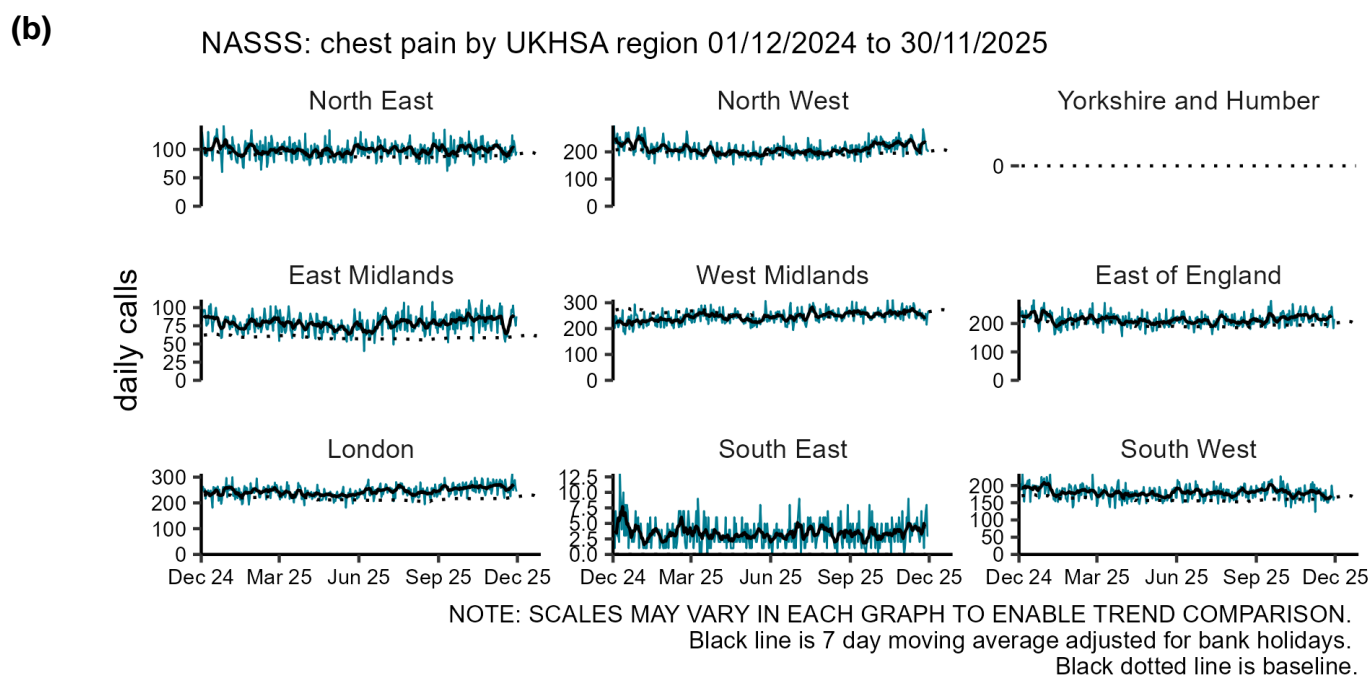 (b)
NASSS: chest pain by UKHSA region 01/12/2024 to 30/11/2025
North East
North West
Yorkshire and Humber
100
50
0
200
100
0
0
East Midlands
West Midlands
East of England
daily calls
100
75
50
25
0
300
200
100
0
200
100
0
London
South East
South West
300
200
100
0
12.5
10.0
7.5
5.0
2.5
0.0
200
150
100
50
0
Dec 24 Mar 25 Jun 25 Sep 25 Dec 25
Dec 24 Mar 25 Jun 25 Sep 25 Dec 25
Dec 24 Mar 25 Jun 25 Sep 25 Dec 25
NOTE: SCALES MAY VARY IN EACH GRAPH TO ENABLE TREND COMPARISON.
Black line is 7 day moving average adjusted for bank holidays.
Black dotted line is baseline.